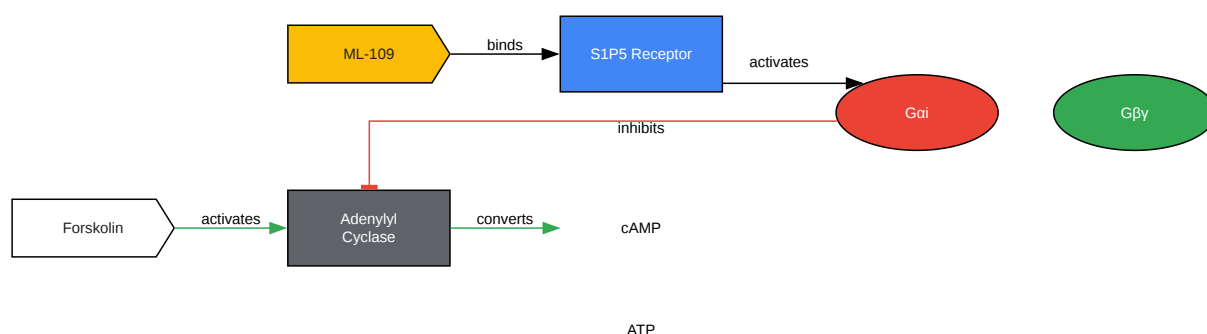 ML-109
binds
S1P5 Receptor
activates
Gαi
Gβγ
inhibits
Forskolin
activates
Adenylyl
Cyclase
converts
cAMP
ATP